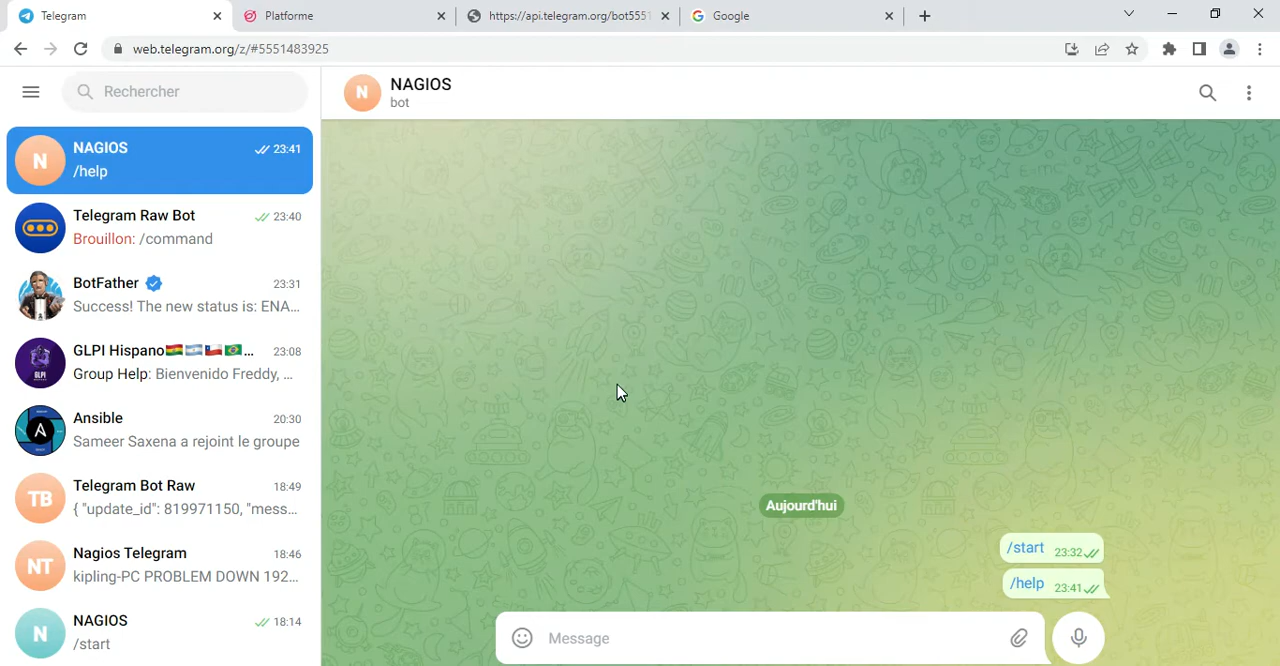 Telegram
Platforme
https://api.telegram.org/bot5551
Google
web.telegram.org/z/#5551483925
Rechercher
NAGIOS
bot
NAGIOS 23:41
/help
Telegram Raw Bot 23:40
Brouillon: /command
BotFather 23:31
Success! The new status is: ENA...
GLPI Hispano🇧🇴🇦🇷🇨🇱🇧🇷... 23:08
Group Help: Bienvenido Freddy, ...
Ansible 20:30
Sameer Saxena a rejoint le groupe
Telegram Bot Raw 18:49
{ "update_id": 819971150, "mess...
Nagios Telegram 18:46
kipling-PC PROBLEM DOWN 192...
NAGIOS 18:14
/start
Aujourd'hui
/start 23:32
/help 23:41
Message
N
N
GLPI
A
TB
NT
N
E=mc